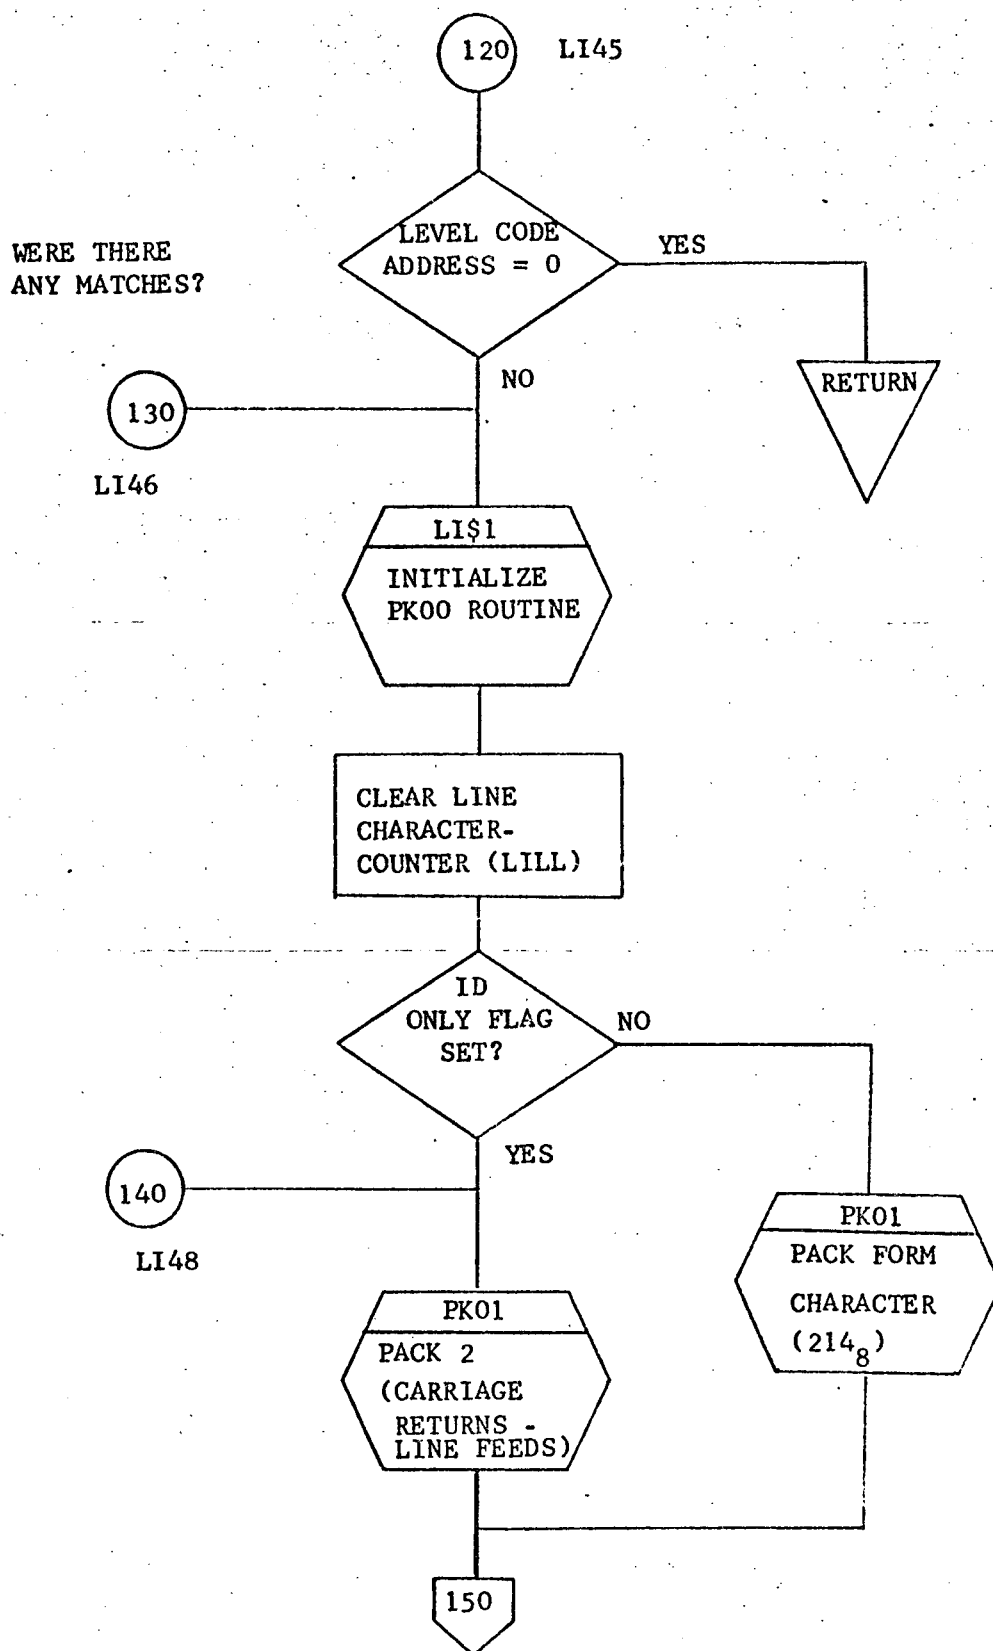 120 LI45
LEVEL CODE
ADDRESS = 0
YES
WERE THERE
ANY MATCHES?
RETURN
NO
130
LI46
LI$1
INITIALIZE
PK00 ROUTINE
CLEAR LINE
CHARACTER-
COUNTER (LILL)
ID
ONLY FLAG
SET?
NO
YES
140
LI48
PK01
PACK FORM
CHARACTER
(214₈)
PK01
PACK 2
(CARRIAGE
RETURNS -
LINE FEEDS)
150